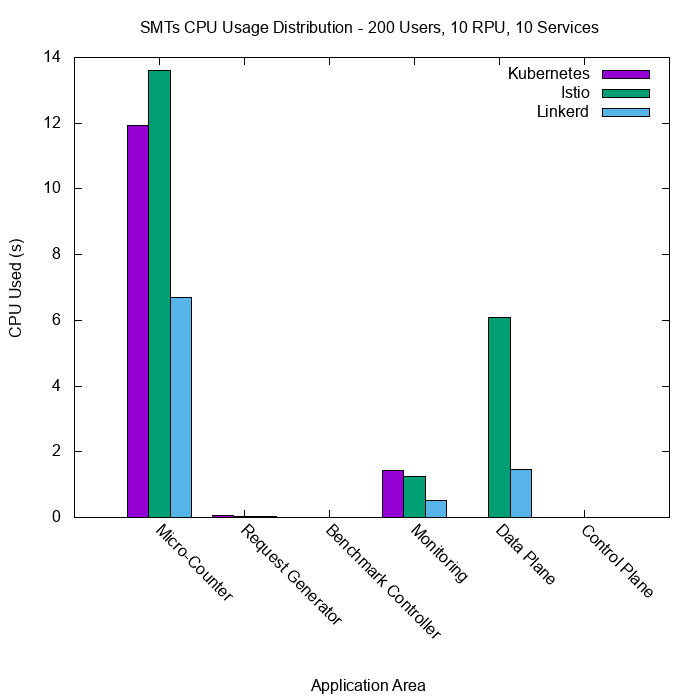 SMTs CPU Usage Distribution - 200 Users, 10 RPU, 10 Services
Kubernetes
Istio
Linkerd
14
12
10
8
6
4
2
0
CPU Used (s)
Micro-Counter
Request Generator
Benchmark Controller
Monitoring
Data Plane
Control Plane
Application Area